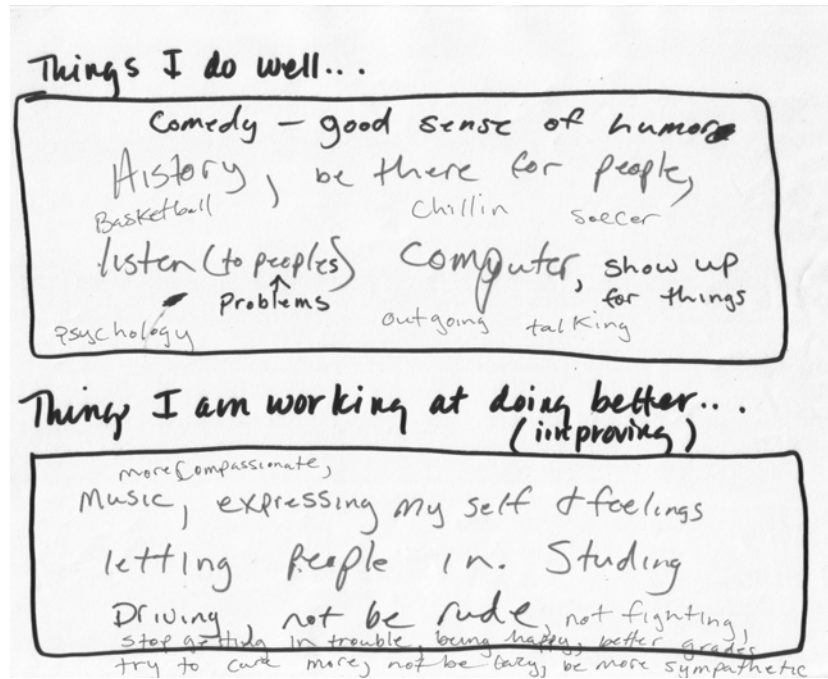 Things I do well...
Comedy – good sense of humor
History, be there for people,
Basketball Chillin Soccer
listen (to peoples) Computer, show up
↑ Problems for things
Psychology outgoing talking
Things I am working at doing better...
(improving)
more Compassionate,
Music, expressing my self & feelings
letting people in. Studing
Driving, not be rude, not fighting,
stop getting in trouble, being happy, better grades
try to care more, not be lazy, be more sympathetic